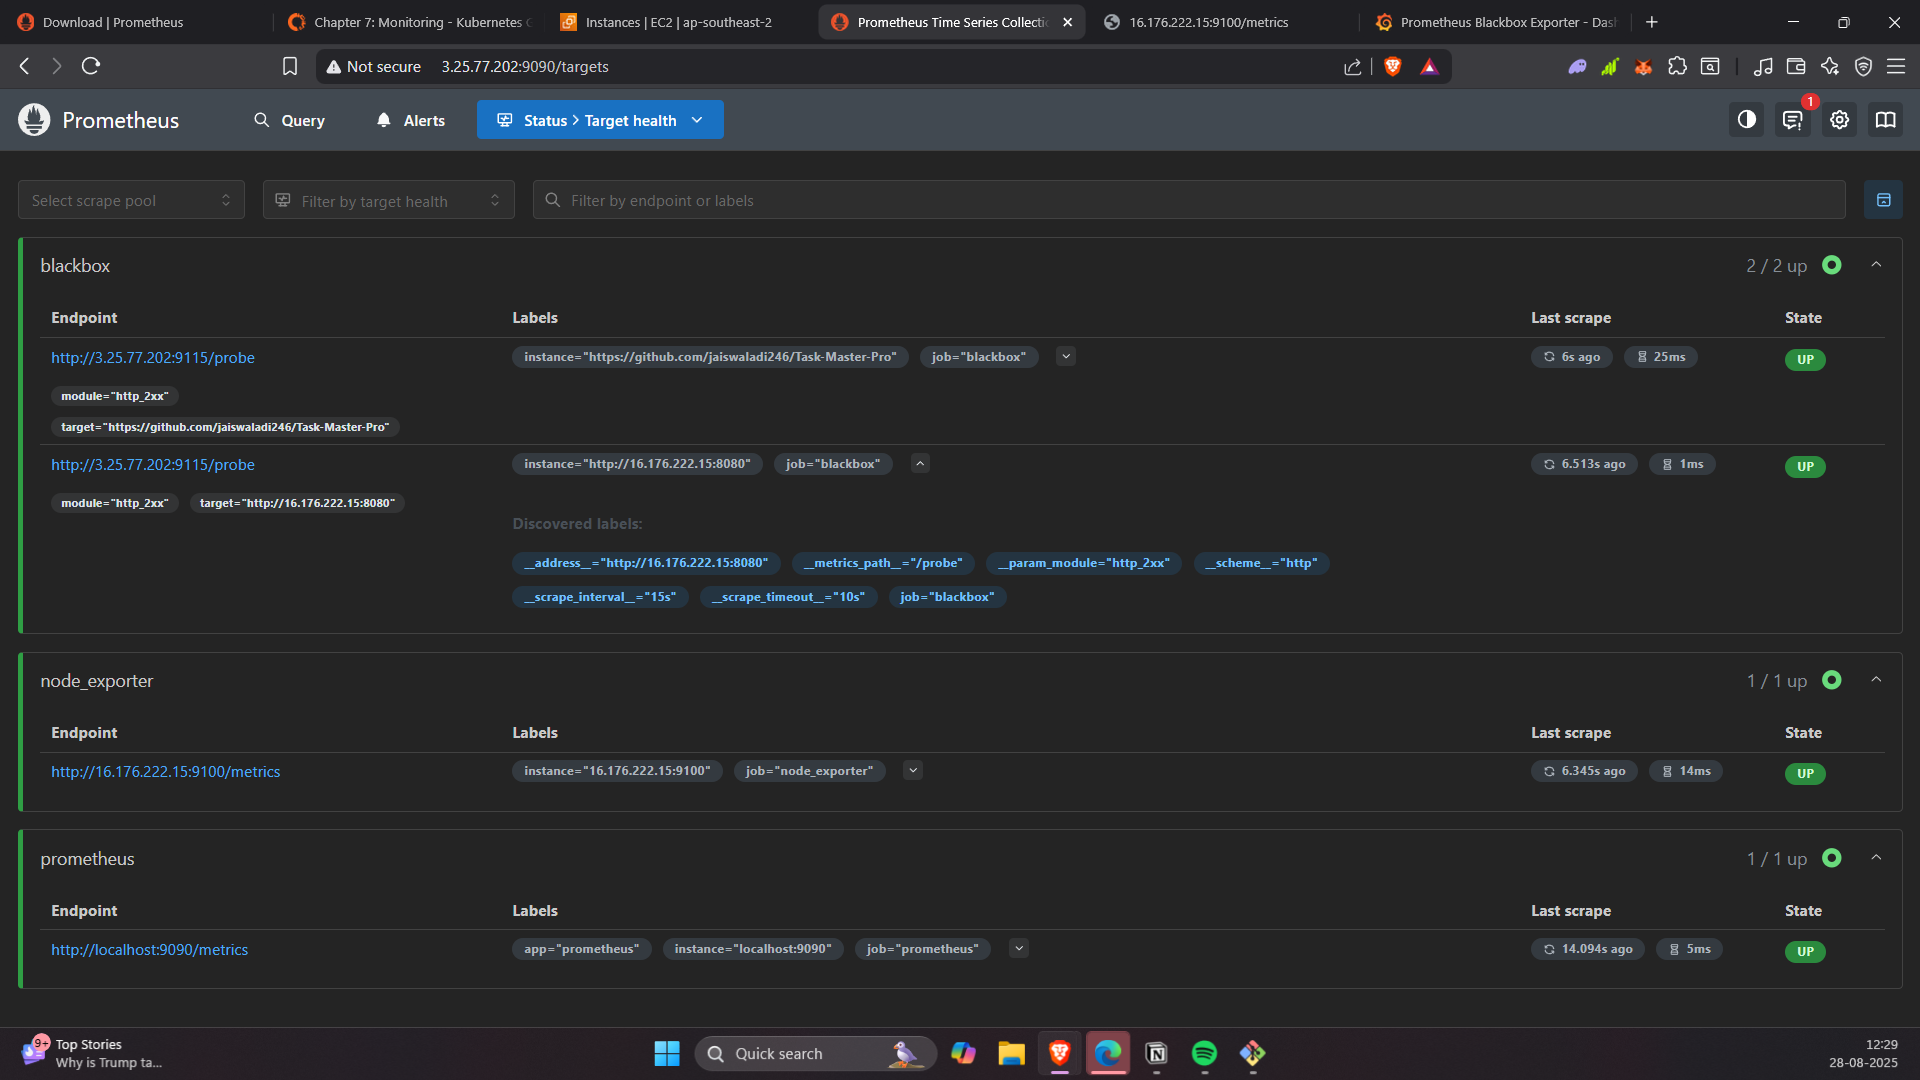 Download | Prometheus
Chapter 7: Monitoring - Kubernetes
Instances | EC2 | ap-southeast-2
Prometheus Time Series Collecti
16.176.222.15:9100/metrics
Prometheus Blackbox Exporter - Das
Not secure 3.25.77.202:9090/targets
Prometheus
Query
Alerts
Status > Target health
1
Select scrape pool
Filter by target health
Filter by endpoint or labels
blackbox
2 / 2 up
Endpoint Labels Last scrape State
http://3.25.77.202:9115/probe instance="https://github.com/jaiswaladi246/Task-Master-Pro" job="blackbox" 6s ago 25ms UP
module="http_2xx"
target="https://github.com/jaiswaladi246/Task-Master-Pro"
http://3.25.77.202:9115/probe instance="http://16.176.222.15:8080" job="blackbox" 6.513s ago 1ms UP
module="http_2xx" target="http://16.176.222.15:8080"
Discovered labels:
__address__="http://16.176.222.15:8080" __metrics_path__="/probe" __param_module="http_2xx" __scheme__="http"
__scrape_interval__="15s" __scrape_timeout__="10s" job="blackbox"
node_exporter
1 / 1 up
Endpoint Labels Last scrape State
http://16.176.222.15:9100/metrics instance="16.176.222.15:9100" job="node_exporter" 6.345s ago 14ms UP
prometheus
1 / 1 up
Endpoint Labels Last scrape State
http://localhost:9090/metrics app="prometheus" instance="localhost:9090" job="prometheus" 14.094s ago 5ms UP
9+
Top Stories
Why is Trump ta...
Quick search
12:29
28-08-2025